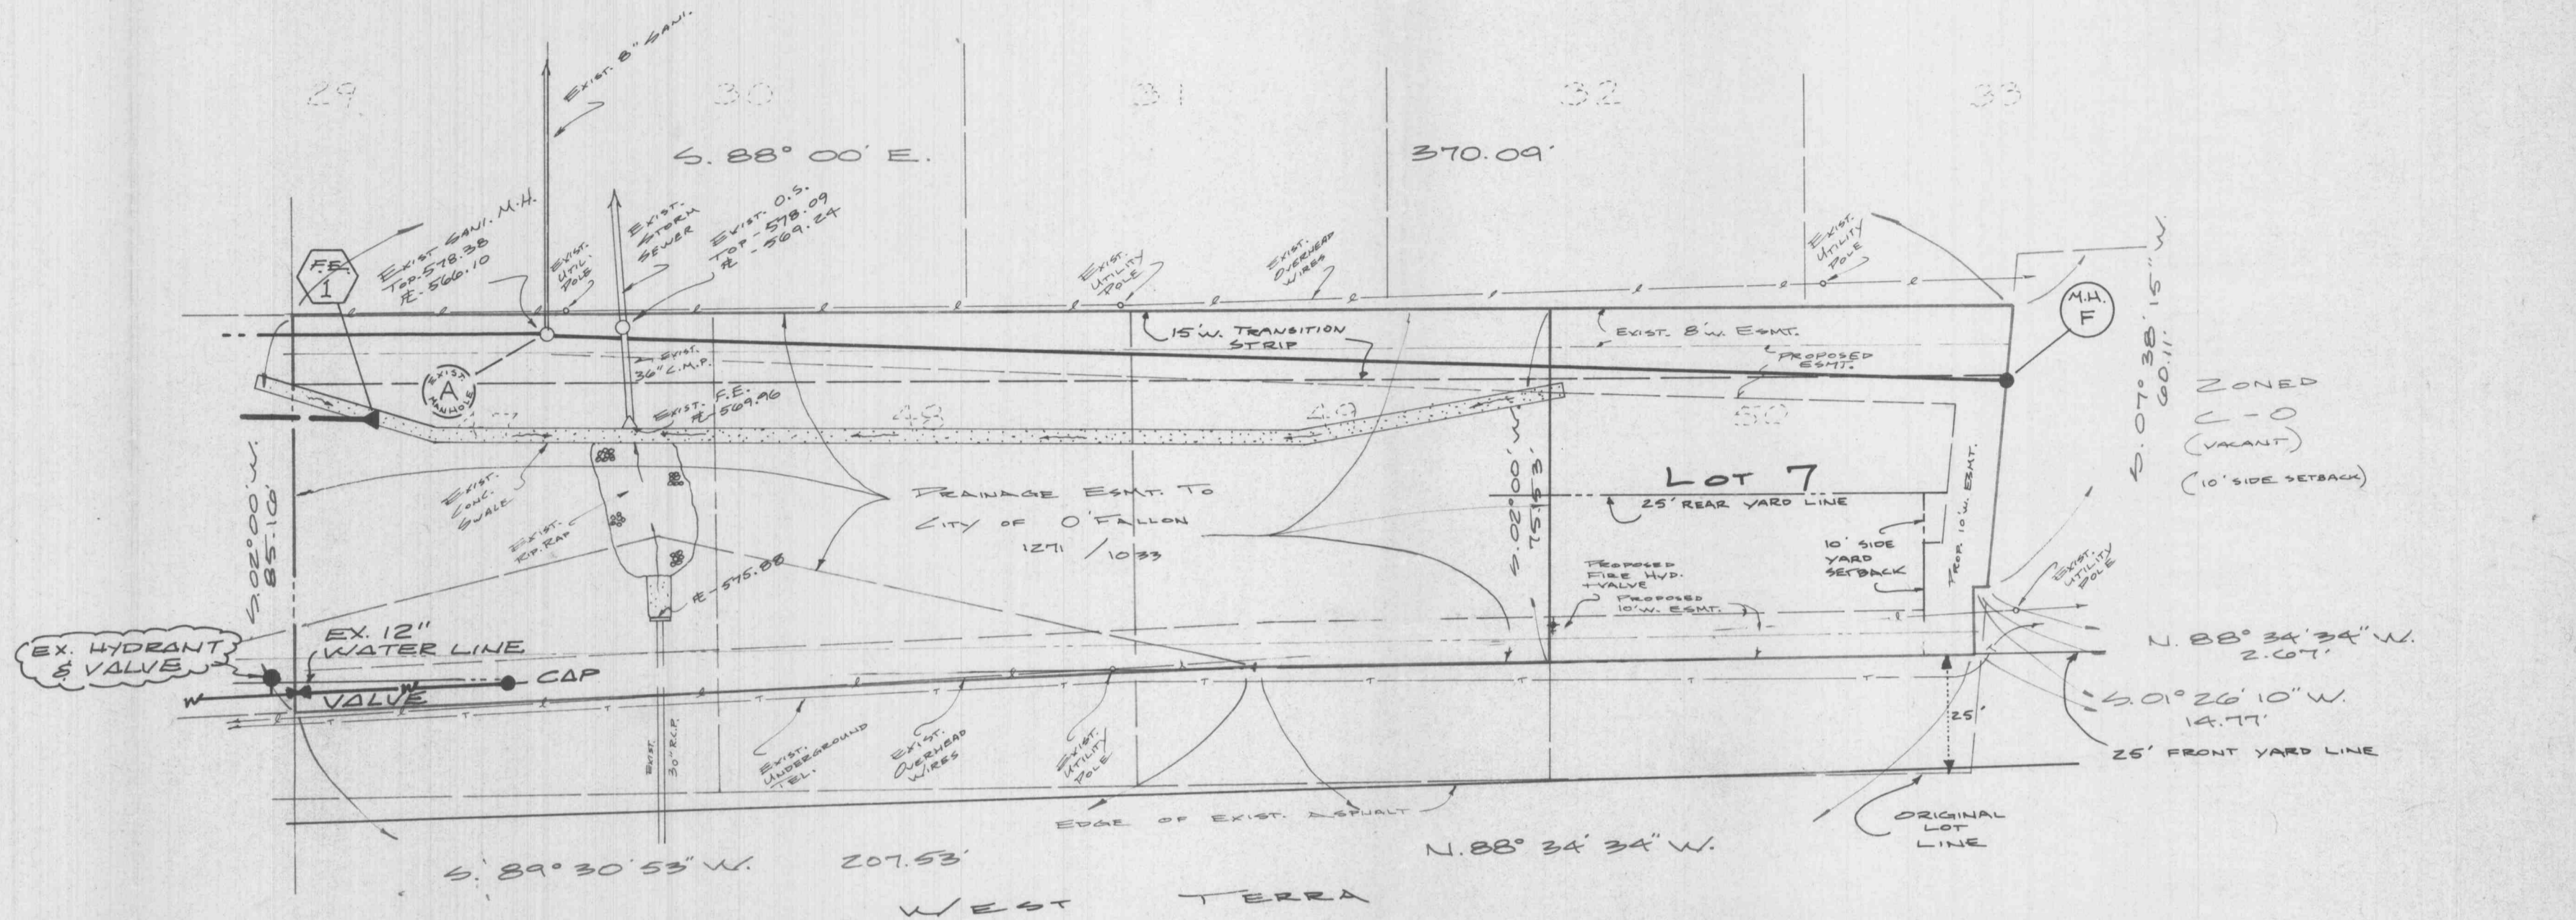 29
30
31
32
33
EXIST. 8" SANI.
S. 88° 00' E.
370.09'
EXIST SANI. M.H.
TOP-578.38
FL-566.10
F.E.
1
EXIST.
UTIL.
POLE
EXIST.
STORM
SEWER
EXIST. O.S.
TOP-578.09
FL-569.24
EXIST.
UTILITY
POLE
EXIST.
OVERHEAD
WIRES
EXIST.
UTILITY
POLE
M.H.
F
S. 07° 38' 15" W.
60.11'
15'W. TRANSITION
STRIP
EXIST. 8'W. ESMT.
PROPOSED
ESMT.
EXIST.
36" C.M.P.
EXIST.
A
MANHOLE
EXIST. F.E.
FL-569.96
48
49
50
ZONED
C-O
(VACANT)
(10' SIDE SETBACK)
S. 02° 00' W.
85.16'
EXIST.
CONC.
SWALE
EXIST.
RIP. RAP
DRAINAGE ESMT. TO
CITY OF O'FALLON
1271 / 1033
S. 02° 00' W.
LOT 7
25' REAR YARD LINE
10' SIDE
YARD
SETBACK
PROP. 10'W. ESMT.
PROPOSED
FIRE HYD.
+VALVE
PROPOSED
10'W. ESMT.
EXIST.
UTILITY
POLE
FL-575.88
EX. HYDRANT
& VALVE
EX. 12"
WATER LINE
CAP
VALVE
W
W
N. 88° 34' 34" W.
2.67'
S. 01° 26' 10" W.
14.77'
25' FRONT YARD LINE
25'
EXIST.
30" R.C.P.
EXIST.
UNDERGROUND
TEL.
EXIST.
OVERHEAD
WIRES
EXIST.
UTILITY
POLE
EDGE OF EXIST. ASPHALT
ORIGINAL
LOT
LINE
S. 89° 30' 53" W.
207.53'
N. 88° 34' 34" W.
WEST TERRA